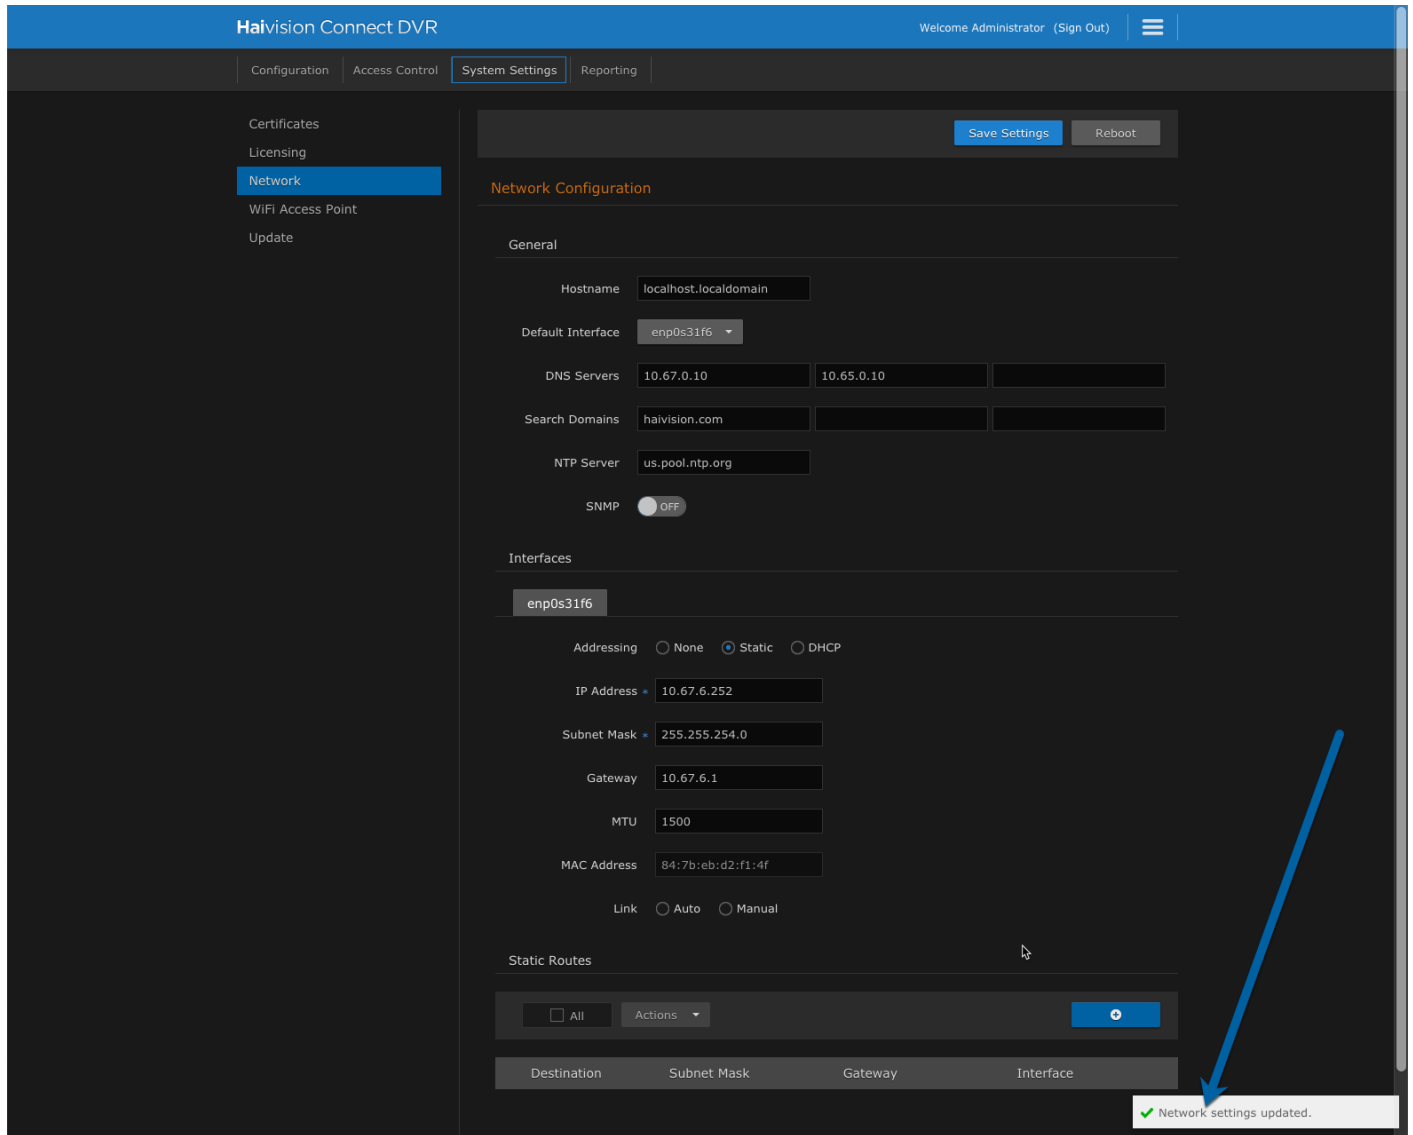 Haivision Connect DVR
Welcome Administrator (Sign Out)
Configuration Access Control System Settings Reporting
Certificates
Licensing
Network
WiFi Access Point
Update
Save Settings Reboot
Network Configuration
General
Hostname localhost.localdomain
Default Interface enp0s31f6
DNS Servers 10.67.0.10 10.65.0.10
Search Domains haivision.com
NTP Server us.pool.ntp.org
SNMP OFF
Interfaces
enp0s31f6
Addressing None Static DHCP
IP Address * 10.67.6.252
Subnet Mask * 255.255.254.0
Gateway 10.67.6.1
MTU 1500
MAC Address 84:7b:eb:d2:f1:4f
Link Auto Manual
Static Routes
All Actions
Destination Subnet Mask Gateway Interface
Network settings updated.